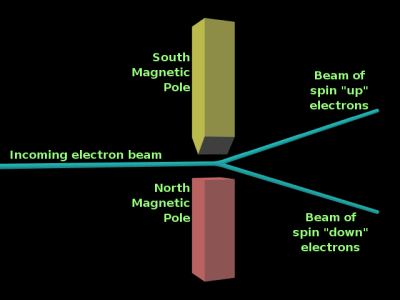 South
Magnetic
Pole
Beam of
spin "up"
electrons
Incoming electron beam
North
Magnetic
Pole
Beam of
spin "down"
electrons